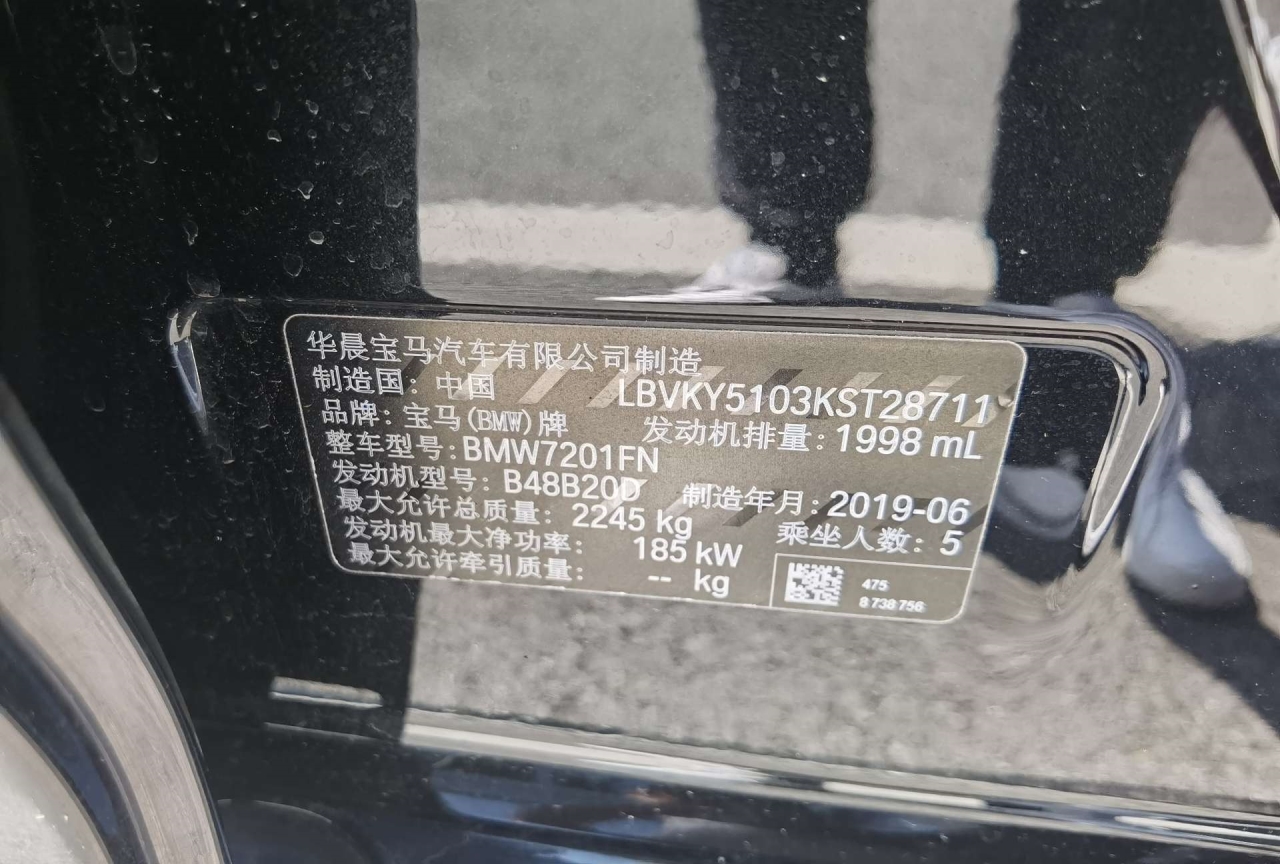 华晨宝马汽车有限公司制造
制造国：中国 LBVKY5103KST28711
品牌：宝马(BMW)牌 发动机排量：1998 mL
整车型号：BMW7201FN
发动机型号：B48B20D 制造年月：2019-06
最大允许总质量：2245 kg 乘坐人数：5
发动机最大净功率：185 kW
最大允许牵引质量：-- kg
475
8 738 756